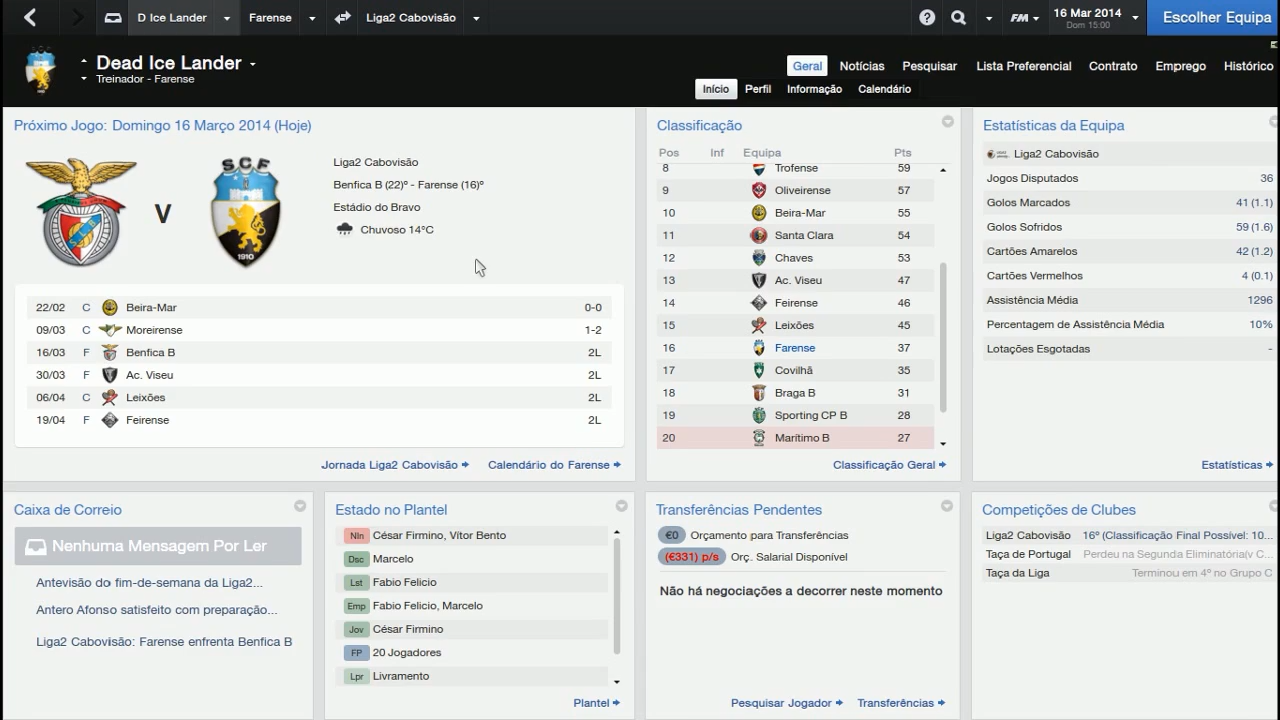 D Ice Lander Farense Liga2 Cabovisão FM 16 Mar 2014 Dom 15:00 Escolher Equipa
Dead Ice Lander
Treinador - Farense
Geral Notícias Pesquisar Lista Preferencial Contrato Emprego Histórico
Início Perfil Informação Calendário
Próximo Jogo: Domingo 16 Março 2014 (Hoje)
V
S.C.F.
1910
Liga2 Cabovisão
Benfica B (22)º - Farense (16)º
Estádio do Bravo
Chuvoso 14°C
22/02 C Beira-Mar 0-0
09/03 C Moreirense 1-2
16/03 F Benfica B 2L
30/03 F Ac. Viseu 2L
06/04 C Leixões 2L
19/04 F Feirense 2L
Jornada Liga2 Cabovisão Calendário do Farense
Classificação
Pos Inf Equipa Pts
8 Trofense 59
9 Oliveirense 57
10 Beira-Mar 55
11 Santa Clara 54
12 Chaves 53
13 Ac. Viseu 47
14 Feirense 46
15 Leixões 45
16 Farense 37
17 Covilhã 35
18 Braga B 31
19 Sporting CP B 28
20 Marítimo B 27
Classificação Geral
Estatísticas da Equipa
Liga2 Cabovisão
Jogos Disputados 36
Golos Marcados 41 (1.1)
Golos Sofridos 59 (1.6)
Cartões Amarelos 42 (1.2)
Cartões Vermelhos 4 (0.1)
Assistência Média 1296
Percentagem de Assistência Média 10%
Lotações Esgotadas -
Estatísticas
Caixa de Correio
Nenhuma Mensagem Por Ler
Antevisão do fim-de-semana da Liga2...
Antero Afonso satisfeito com preparação...
Liga2 Cabovisão: Farense enfrenta Benfica B
Estado no Plantel
NIn César Firmino, Vítor Bento
Dsc Marcelo
Lst Fabio Felicio
Emp Fabio Felicio, Marcelo
Jov César Firmino
FP 20 Jogadores
Lpr Livramento
Plantel
Transferências Pendentes
€0 Orçamento para Transferências
(€331) p/s Orç. Salarial Disponível
Não há negociações a decorrer neste momento
Pesquisar Jogador Transferências
Competições de Clubes
Liga2 Cabovisão 16º (Classificação Final Possível: 10...
Taça de Portugal Perdeu na Segunda Eliminatória(v C...
Taça da Liga Terminou em 4º no Grupo C